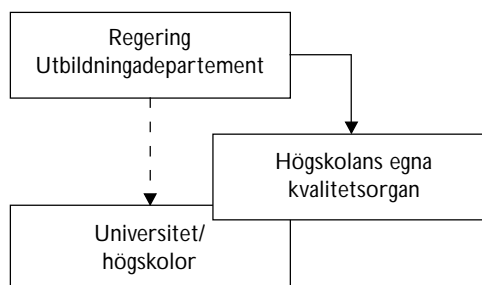 Regering
Utbildningadepartement
Högskolans egna
kvalitetsorgan
Universitet/
högskolor